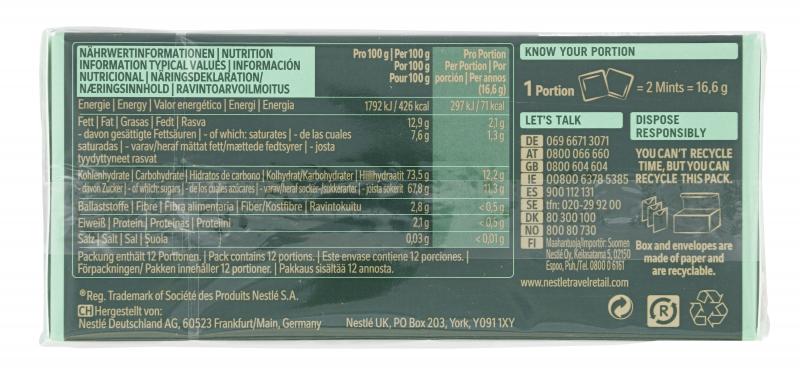 NÄHRWERTINFORMATIONEN | NUTRITION
INFORMATION TYPICAL VALUES | INFORMACIÓN
NUTRICIONAL | NÄRINGSDEKLARATION/
NÆRINGSINNHOLD | RAVINTOARVOILMOITUS
Pro 100 g | Per 100 g
Por 100 g
Pour 100 g
Pro Portion
Per Portion | Por
porción | Per annos
(16,6 g)
Energie | Energy | Valor energético | Energi | Energia 1792 kJ / 426 kcal 297 kJ / 71 kcal
Fett | Fat | Grasas | Fedt | Rasva 12,9 g 2,1 g
- davon gesättigte Fettsäuren | - of which: saturates | - de las cuales 7,6 g 1,3 g
saturadas | - varav/heraf mättat fett/mættede fedtsyrer | - josta
tyydyttyneet rasvat
Kohlenhydrate | Carbohydrate | Hidratos de carbono | Kolhydrat/Karbohydrater | Hiilihydraatit 73,5 g 12,2 g
- davon Zucker | - of which: sugars | - de los cuales azúcares | - varav/heraf socker-/sukkerarter | - joista sokerit 67,8 g 11,3 g
Ballaststoffe | Fibre | Fibra alimentaria | Fiber/Kostfibre | Ravintokuitu 2,8 g < 0,5 g
Eiweiß | Protein | Proteínas | Proteiini 2,1 g < 0,5 g
Salz | Salt | Sal | Suola 0,03 g < 0,01 g
Packung enthält 12 Portionen. | Pack contains 12 portions. | Este envase contiene 12 porciones. |
Förpackningen/ Pakken innehåller 12 portioner. | Pakkaus sisältää 12 annosta.
®Reg. Trademark of Société des Produits Nestlé S.A.
CH Hergestellt von:
Nestlé Deutschland AG, 60523 Frankfurt/Main, Germany Nestlé UK, PO Box 203, York, YO91 1XY
KNOW YOUR PORTION
1 Portion = 2 Mints = 16,6 g
LET'S TALK
DE 069 6671 3071
AT 0800 066 660
GB 0800 604 604
IE 00800 6378 5385
ES 900 112 131
SE tfn: 020-29 92 00
DK 80 300 100
NO 800 80 730
FI Maahantuoja/Importör: Suomen
Nestlé Oy, Keilasatama 5, 02150
Espoo, Puh./Tel. 0800 0 6161
www.nestletravelretail.com
DISPOSE
RESPONSIBLY
YOU CAN'T RECYCLE
TIME, BUT YOU CAN
RECYCLE THIS PACK.
Box and envelopes are
made of paper and
are recyclable.
R